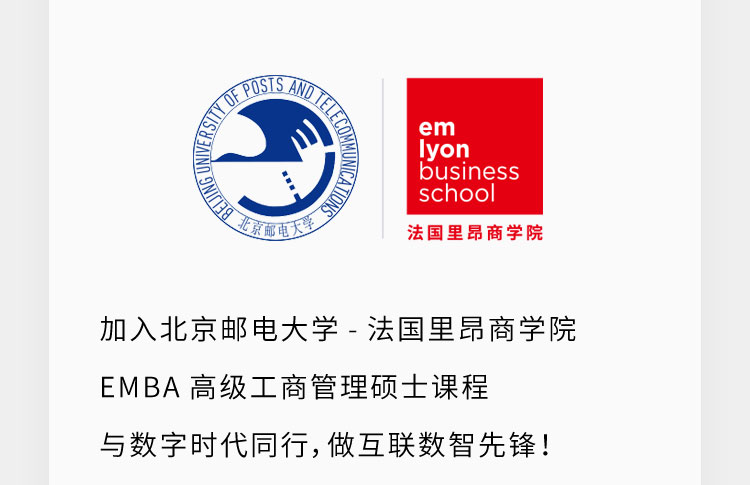 BEIJING UNIVERSITY OF POSTS AND TELECOMMUNICATIONS
北京邮电大学
em
lyon
business
school
法国里昂商学院
加入北京邮电大学 - 法国里昂商学院
EMBA 高级工商管理硕士课程
与数字时代同行，做互联数智先锋！